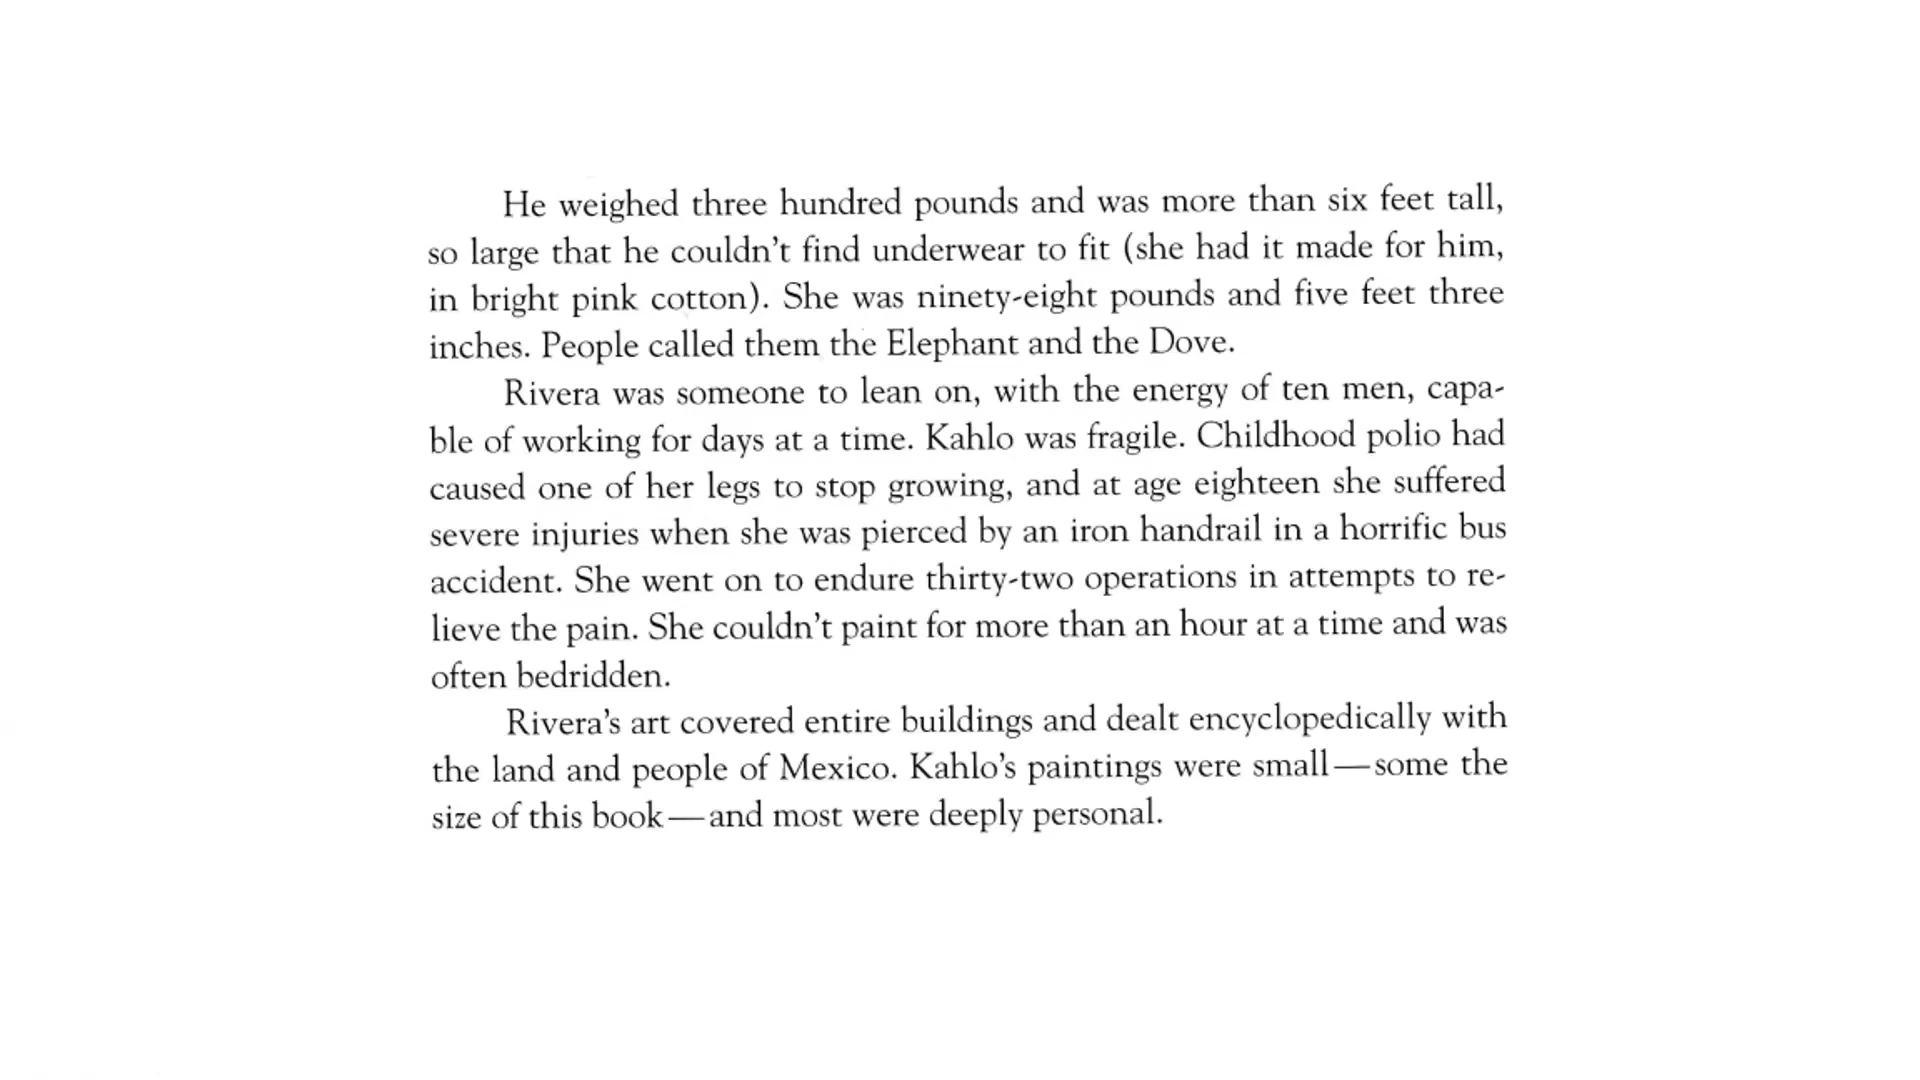 He weighed three hundred pounds and was more than six feet tall,
so large that he couldn't find underwear to fit (she had it made for him,
in bright pink cotton). She was ninety-eight pounds and five feet three
inches. People called them the Elephant and the Dove.
Rivera was someone to lean on, with the energy of ten men, capa-
ble of working for days at a time. Kahlo was fragile. Childhood polio had
caused one of her legs to stop growing, and at age eighteen she suffered
severe injuries when she was pierced by an iron handrail in a horrific bus
accident. She went on to endure thirty-two operations in attempts to re-
lieve the pain. She couldn't paint for more than an hour at a time and was
often bedridden.
Rivera's art covered entire buildings and dealt encyclopedically with
the land and people of Mexico. Kahlo's paintings were small—some the
size of this book—and most were deeply personal.